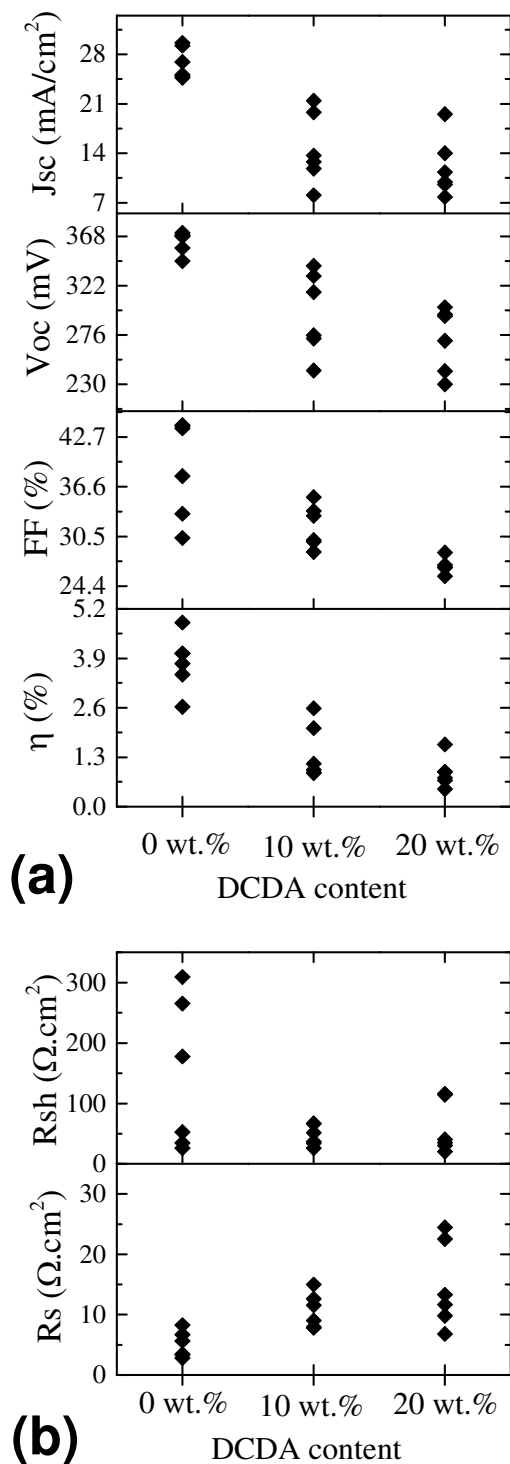 28
21
14
7
Jsc (mA/cm²)
368
322
276
230
Voc (mV)
42.7
36.6
30.5
24.4
FF (%)
5.2
3.9
2.6
1.3
0.0
η (%)
0 wt.% 10 wt.% 20 wt.%
DCDA content
(a)
300
200
100
0
Rsh (Ω.cm²)
30
20
10
0
Rs (Ω.cm²)
0 wt.% 10 wt.% 20 wt.%
DCDA content
(b)